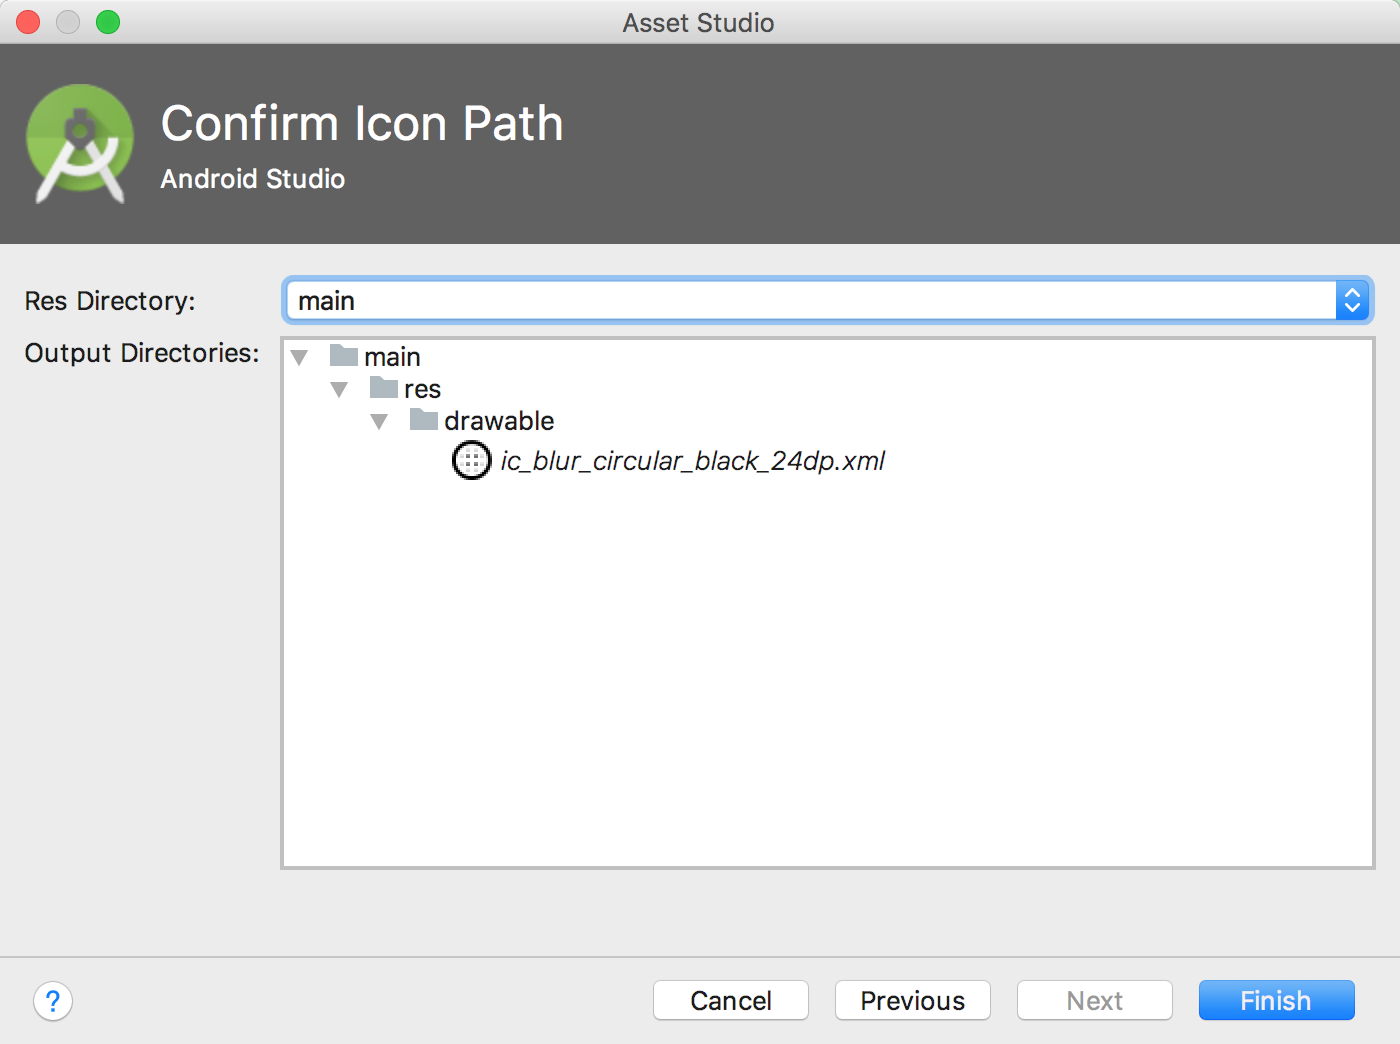 Asset Studio
Confirm Icon Path
Android Studio
Res Directory:
main
Output Directories:
main
res
drawable
ic_blur_circular_black_24dp.xml
?
Cancel
Previous
Next
Finish